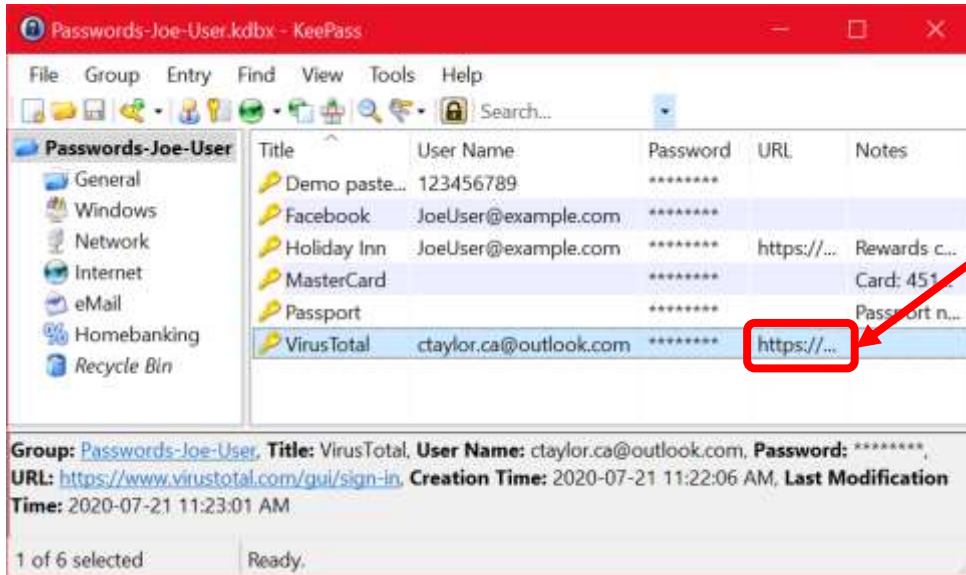 Passwords-Joe-User.kdbx - KeePass
File Group Entry Find View Tools Help
Search...
Passwords-Joe-User
General
Windows
Network
Internet
eMail
Homebanking
Recycle Bin
Title User Name Password URL Notes
Demo paste... 123456789 ********
Facebook JoeUser@example.com ********
Holiday Inn JoeUser@example.com ******** https://... Rewards c...
MasterCard ******** Card: 451...
Passport ******** Passport n...
VirusTotal ctaylor.ca@outlook.com ******** https://...
Group: Passwords-Joe-User, Title: VirusTotal, User Name: ctaylor.ca@outlook.com, Password: ********,
URL: https://www.virustotal.com/gui/sign-in, Creation Time: 2020-07-21 11:22:06 AM, Last Modification
Time: 2020-07-21 11:23:01 AM
1 of 6 selected Ready.